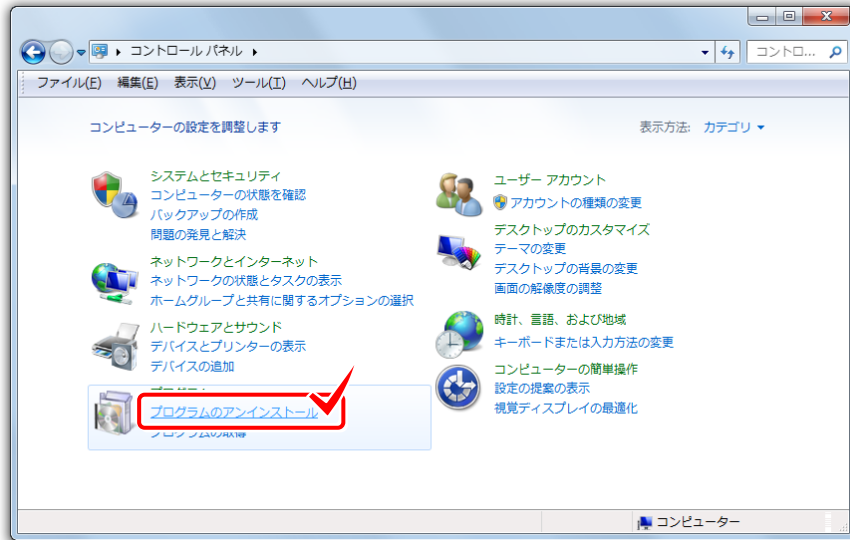 コントロール パネル
コントロ...
ファイル(F) 編集(E) 表示(V) ツール(T) ヘルプ(H)
コンピューターの設定を調整します
表示方法: カテゴリ
システムとセキュリティ
コンピューターの状態を確認
バックアップの作成
問題の発見と解決
ネットワークとインターネット
ネットワークの状態とタスクの表示
ホームグループと共有に関するオプションの選択
ハードウェアとサウンド
デバイスとプリンターの表示
デバイスの追加
プログラムのアンインストール
プログラムの取得
ユーザー アカウント
アカウントの種類の変更
デスクトップのカスタマイズ
テーマの変更
デスクトップの背景の変更
画面の解像度の調整
時計、言語、および地域
キーボードまたは入力方法の変更
コンピューターの簡単操作
設定の提案の表示
視覚ディスプレイの最適化
コンピューター